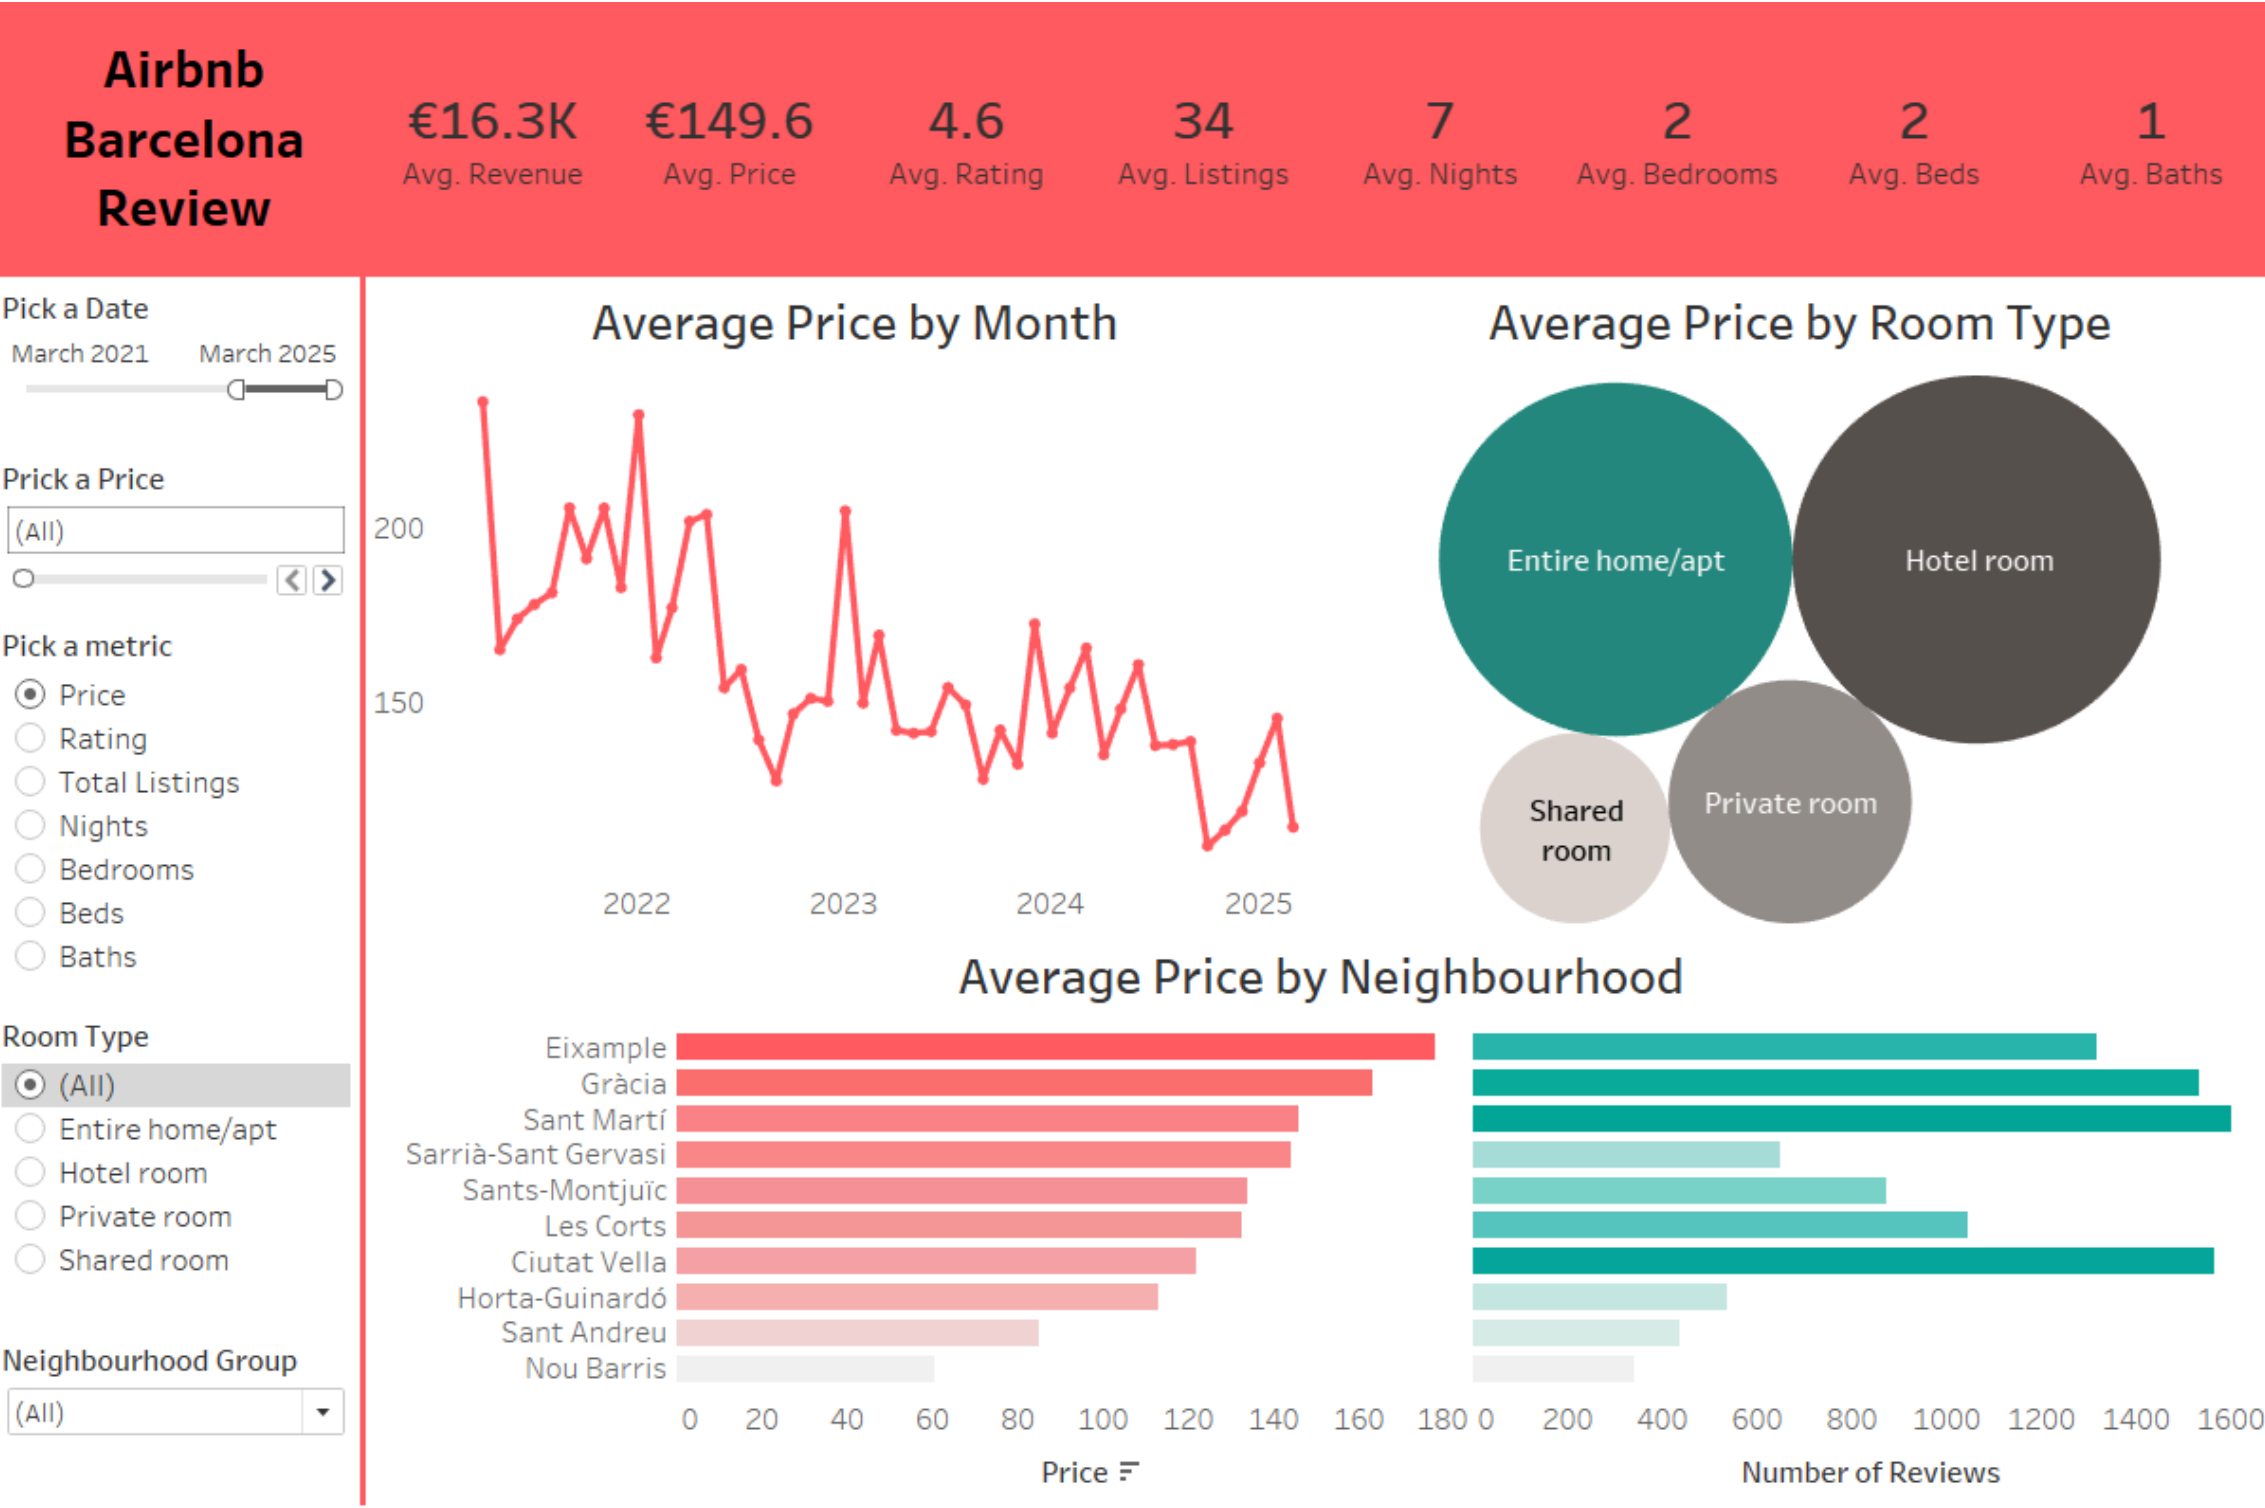 Airbnb
Barcelona
Review
€16.3K
Avg. Revenue
€149.6
Avg. Price
4.6
Avg. Rating
34
Avg. Listings
7
Avg. Nights
2
Avg. Bedrooms
2
Avg. Beds
1
Avg. Baths
Pick a Date
March 2021 March 2025
Prick a Price
(All)
Pick a metric
Price
Rating
Total Listings
Nights
Bedrooms
Beds
Baths
Room Type
(All)
Entire home/apt
Hotel room
Private room
Shared room
Neighbourhood Group
(All)
Average Price by Month
200
150
2022 2023 2024 2025
Average Price by Room Type
Entire home/apt
Hotel room
Shared
room
Private room
Average Price by Neighbourhood
Eixample
Gràcia
Sant Martí
Sarrià-Sant Gervasi
Sants-Montjuïc
Les Corts
Ciutat Vella
Horta-Guinardó
Sant Andreu
Nou Barris
0 20 40 60 80 100 120 140 160 180
Price
0 200 400 600 800 1000 1200 1400 1600
Number of Reviews